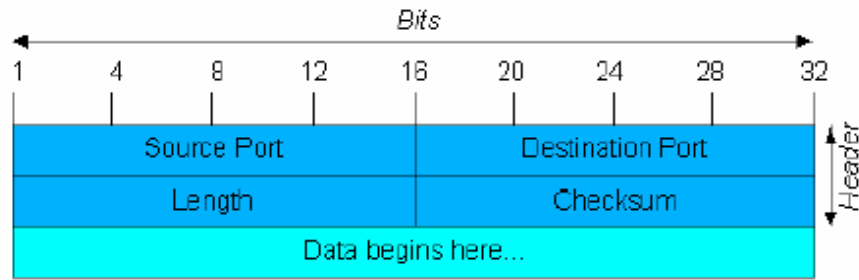 Bits
1 4 8 12 16 20 24 28 32
Source Port Destination Port
Header
Length Checksum
Data begins here...